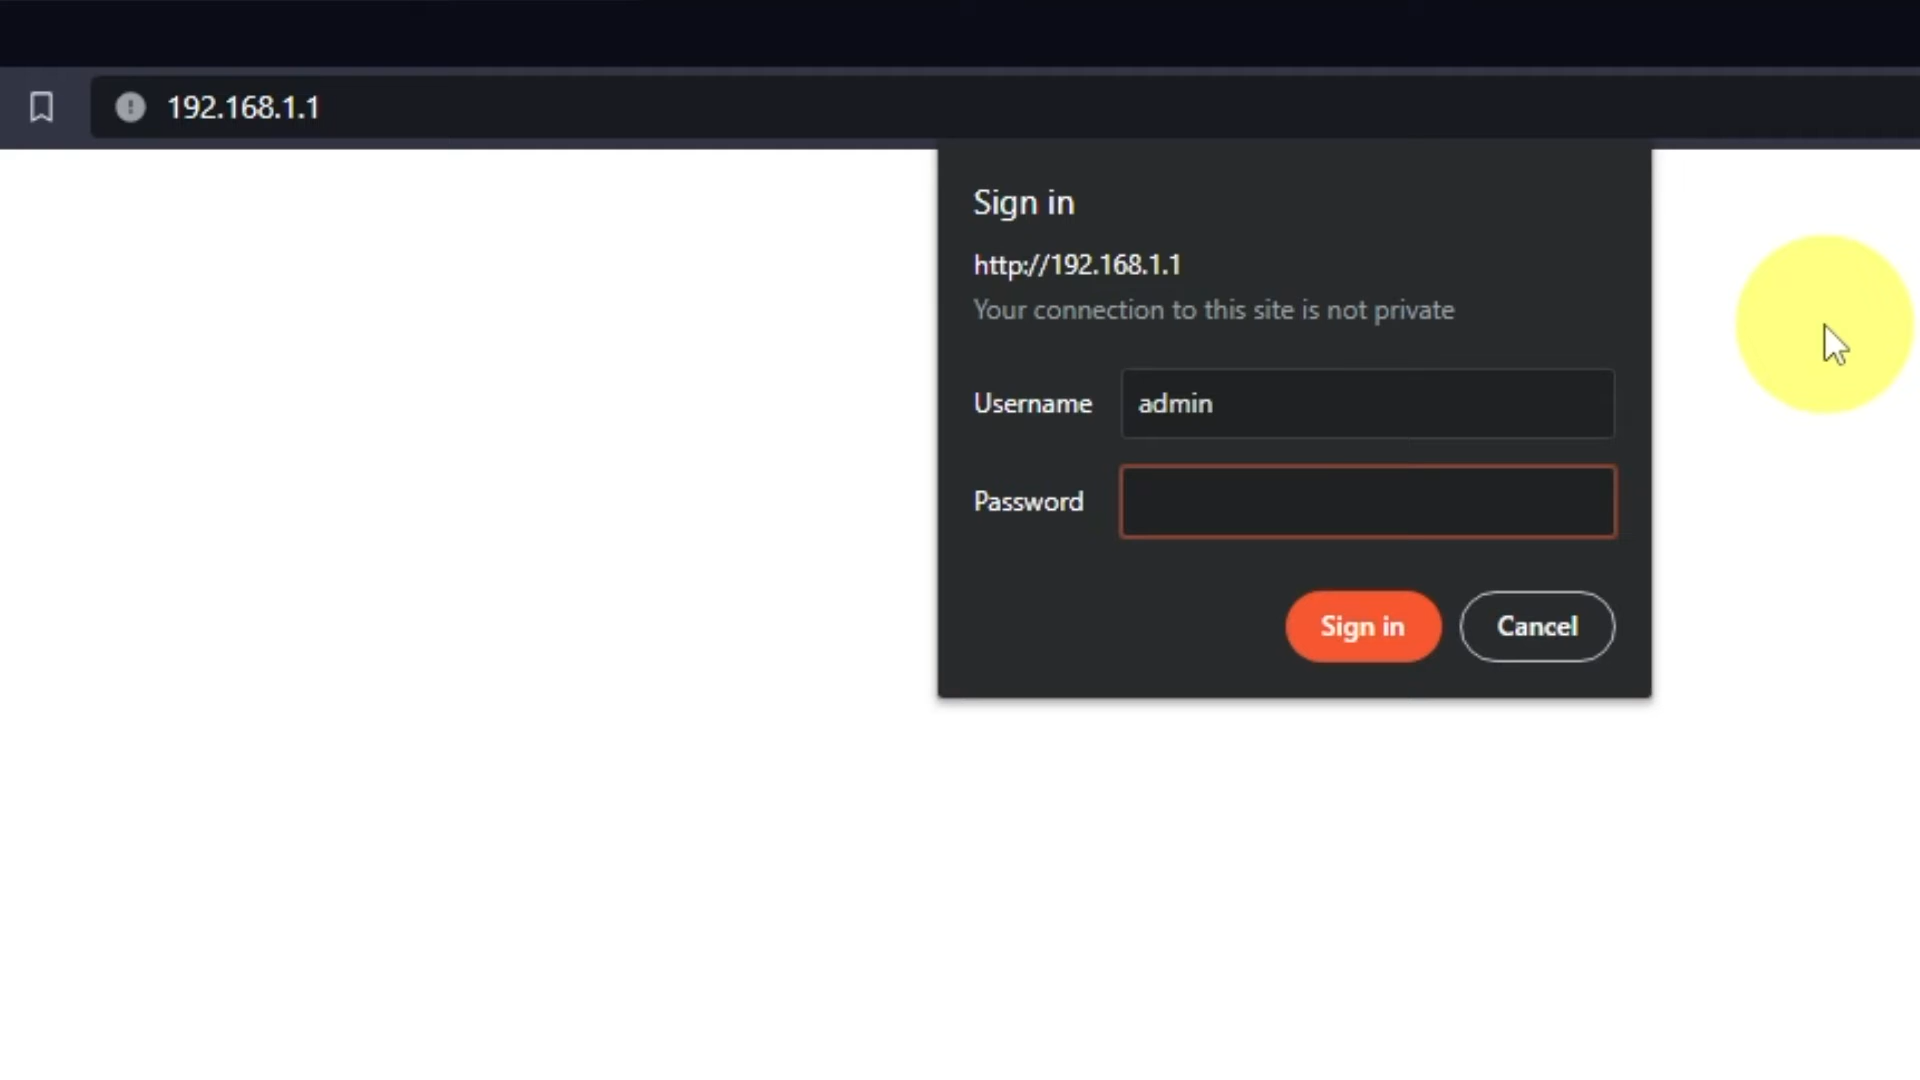 192.168.1.1
Sign in
http://192.168.1.1
Your connection to this site is not private
Username
admin
Password
Sign in
Cancel